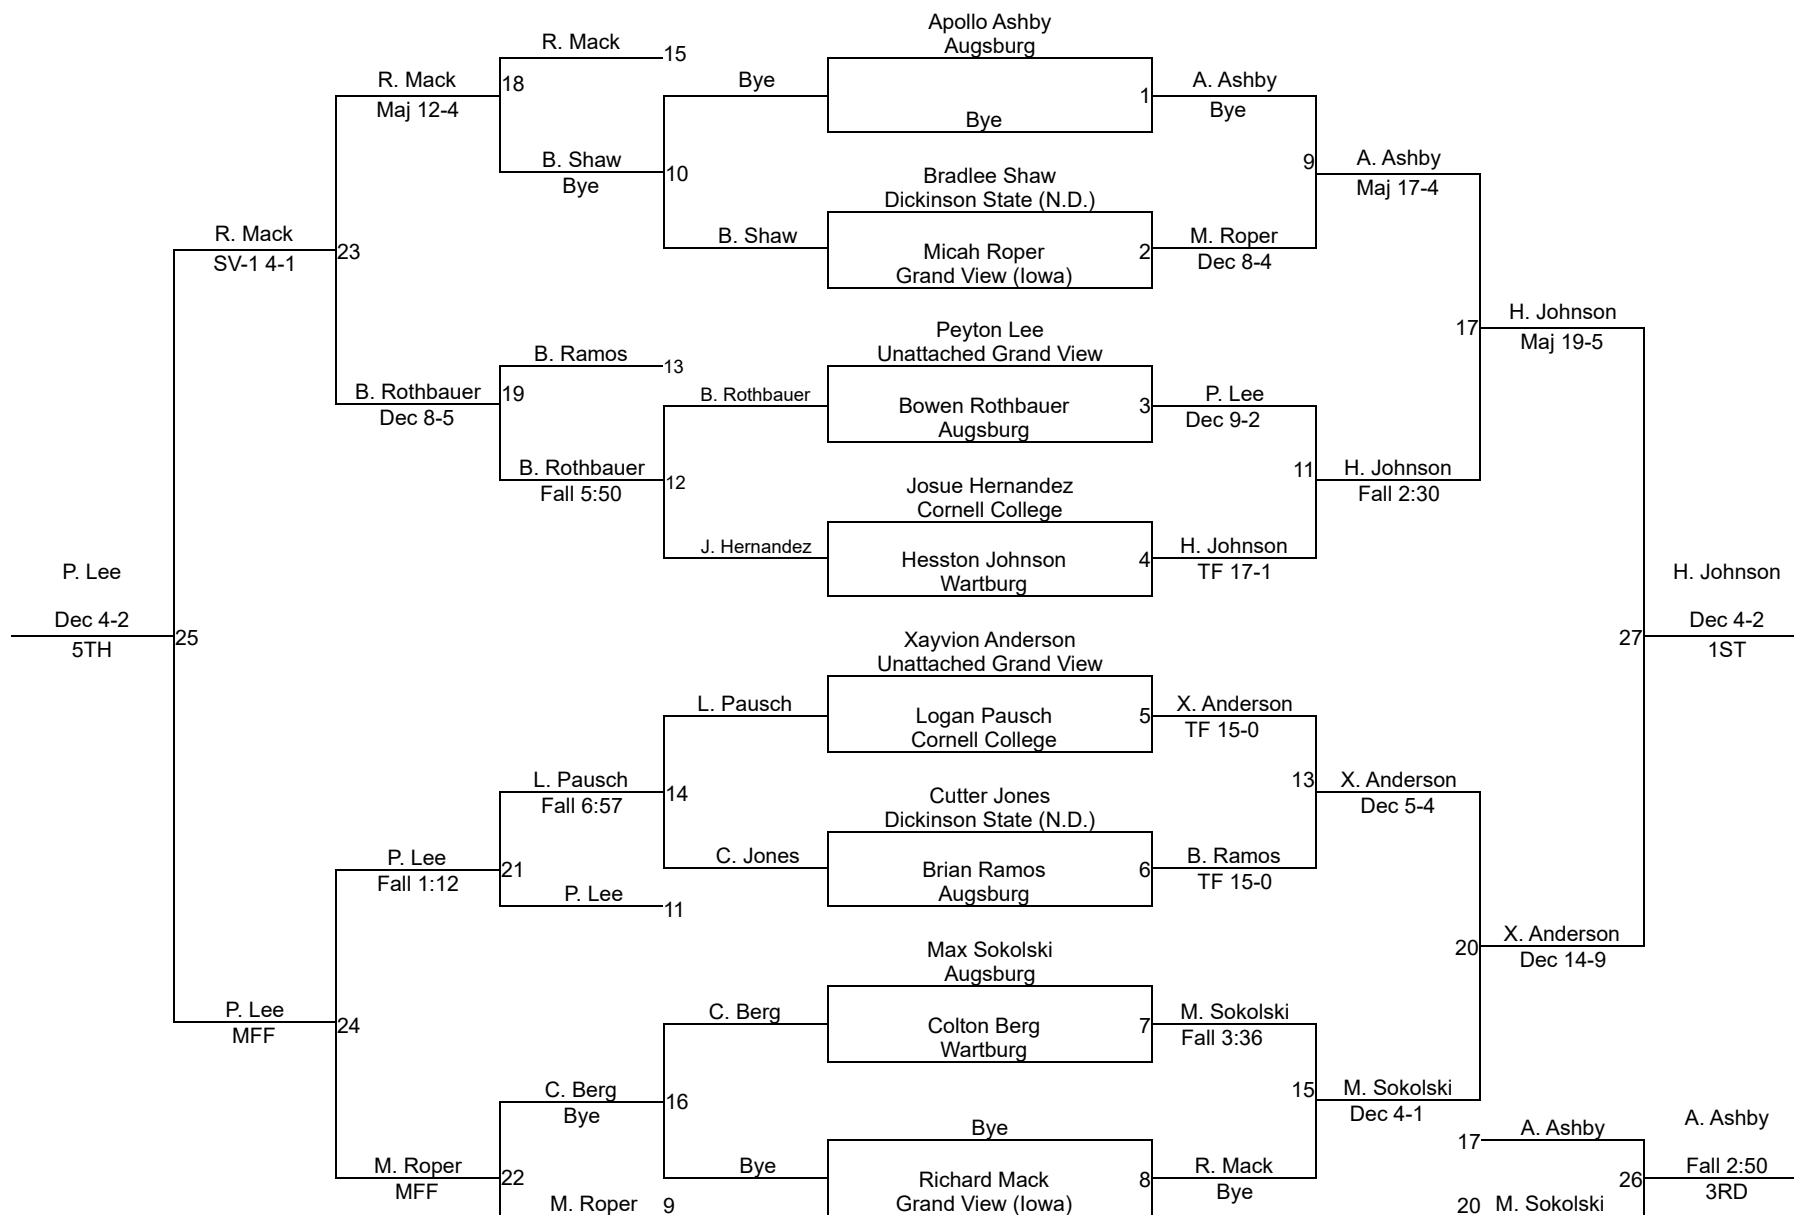 Apollo Ashby
Augsburg
R. Mack
15
R. Mack
18
Bye
1
A. Ashby
Maj 12-4
Bye
Bye
B. Shaw
9
A. Ashby
Bye
10
Bradlee Shaw
Maj 17-4
Dickinson State (N.D.)
R. Mack
B. Shaw
M. Roper
SV-1 4-1
23
Micah Roper
2
Dec 8-4
Grand View (Iowa)
H. Johnson
Peyton Lee
17
Maj 19-5
B. Ramos
13
Unattached Grand View
B. Rothbauer
19
B. Rothbauer
P. Lee
Dec 8-5
Bowen Rothbauer
3
Dec 9-2
Augsburg
B. Rothbauer
11
H. Johnson
Fall 5:50
12
Josue Hernandez
Fall 2:30
Cornell College
J. Hernandez
H. Johnson
Hesston Johnson
4
TF 17-1
P. Lee
Wartburg
H. Johnson
Dec 4-2
Dec 4-2
5TH
25
Xayvion Anderson
27
1ST
Unattached Grand View
L. Pausch
X. Anderson
Logan Pausch
5
TF 15-0
Cornell College
L. Pausch
13
X. Anderson
Fall 6:57
14
Cutter Jones
Dec 5-4
Dickinson State (N.D.)
P. Lee
C. Jones
B. Ramos
Fall 1:12
21
Brian Ramos
6
TF 15-0
P. Lee
11
Augsburg
X. Anderson
Max Sokolski
20
Dec 14-9
Augsburg
P. Lee
C. Berg
M. Sokolski
MFF
24
Colton Berg
7
Fall 3:36
Wartburg
C. Berg
15
M. Sokolski
Bye
16
Dec 4-1
A. Ashby
Bye
17
A. Ashby
M. Roper
Bye
R. Mack
Fall 2:50
MFF
22
Richard Mack
8
Bye
26
3RD
M. Roper
9
Grand View (Iowa)
20
M. Sokolski